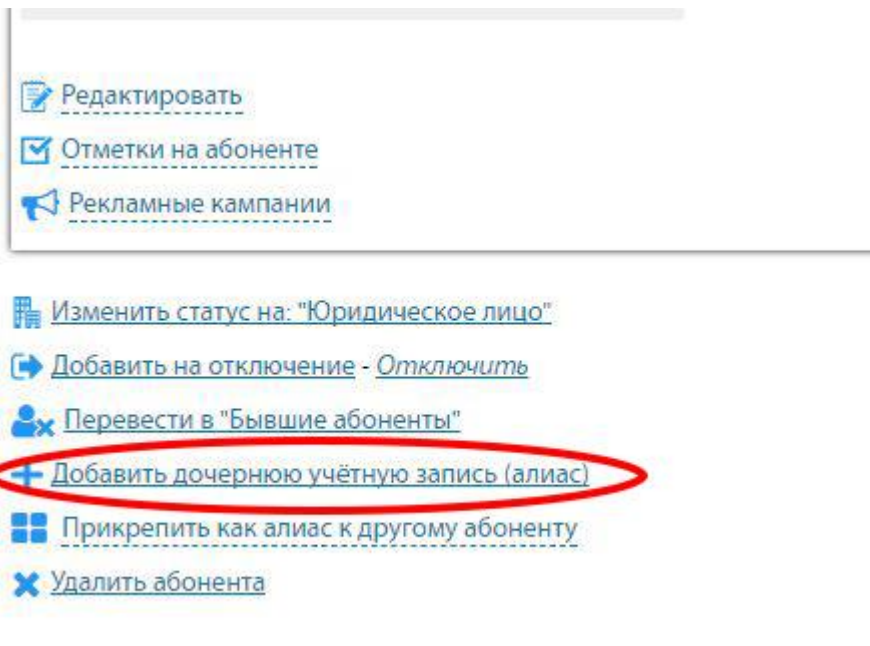 Редактировать
Отметки на абоненте
Рекламные кампании
Изменить статус на: "Юридическое лицо"
Добавить на отключение - Отключить
Перевести в "Бывшие абоненты"
Добавить дочернюю учётную запись (алиас)
Прикрепить как алиас к другому абоненту
Удалить абонента